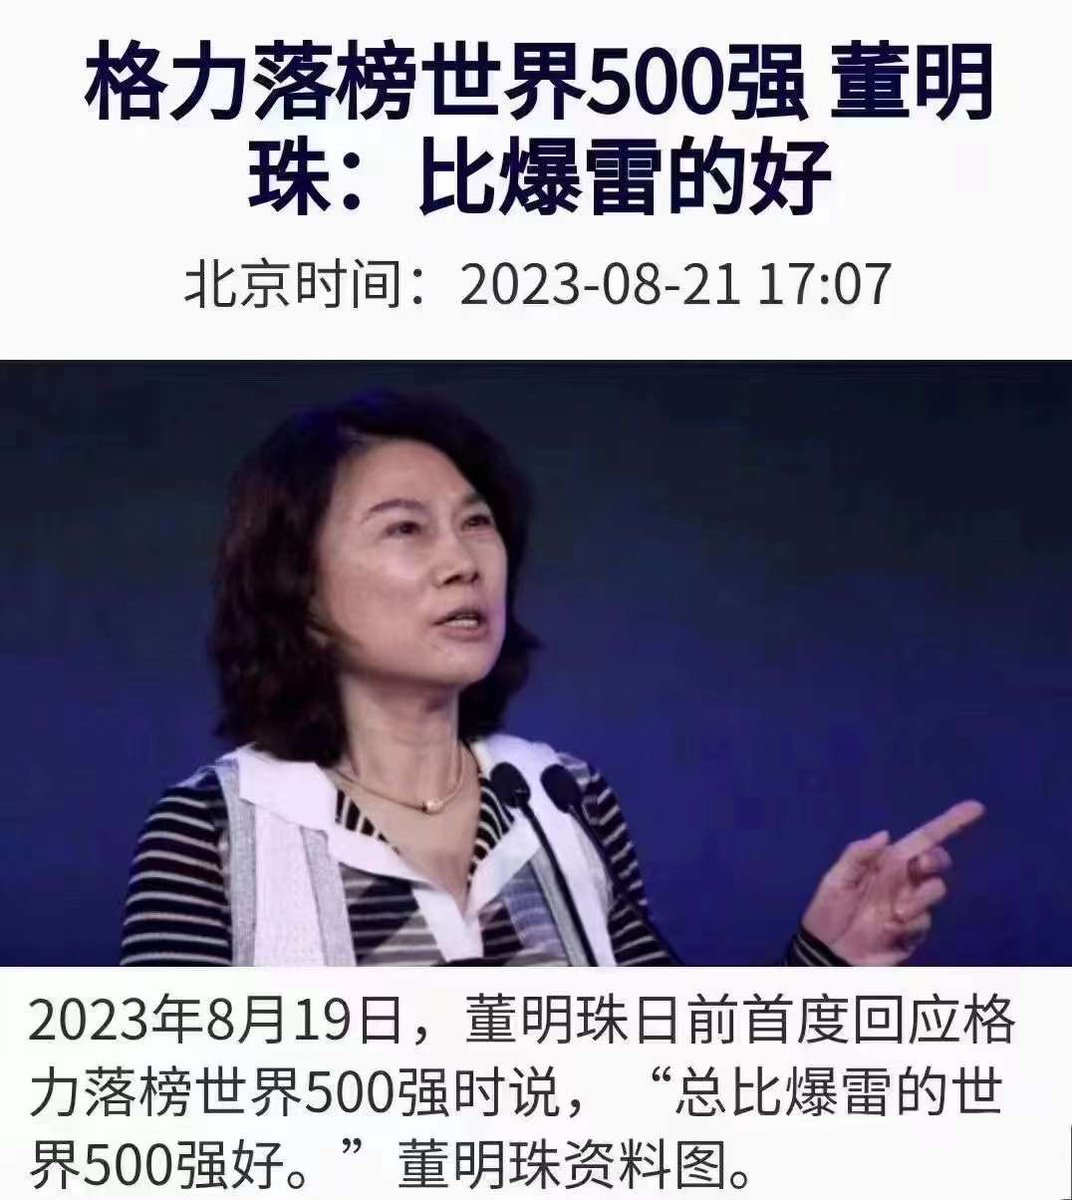 格力落榜世界500强 董明
珠：比爆雷的好
北京时间：2023-08-21 17:07
2023年8月19日，董明珠日前首度回应格
力落榜世界500强时说，“总比爆雷的世
界500强好。”董明珠资料图。